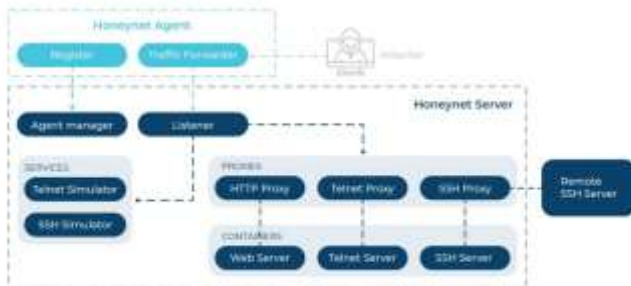 Honeynet Agent
Register
Traffic Forwarder
Attacker
Honeynet Server
Agent manager
Listener
SERVICES
Telnet Simulator
SSH Simulator
PROXIES
HTTP Proxy
Telnet Proxy
SSH Proxy
Remote
SSH Server
CONTAINERS
Web Server
Telnet Server
SSH Server